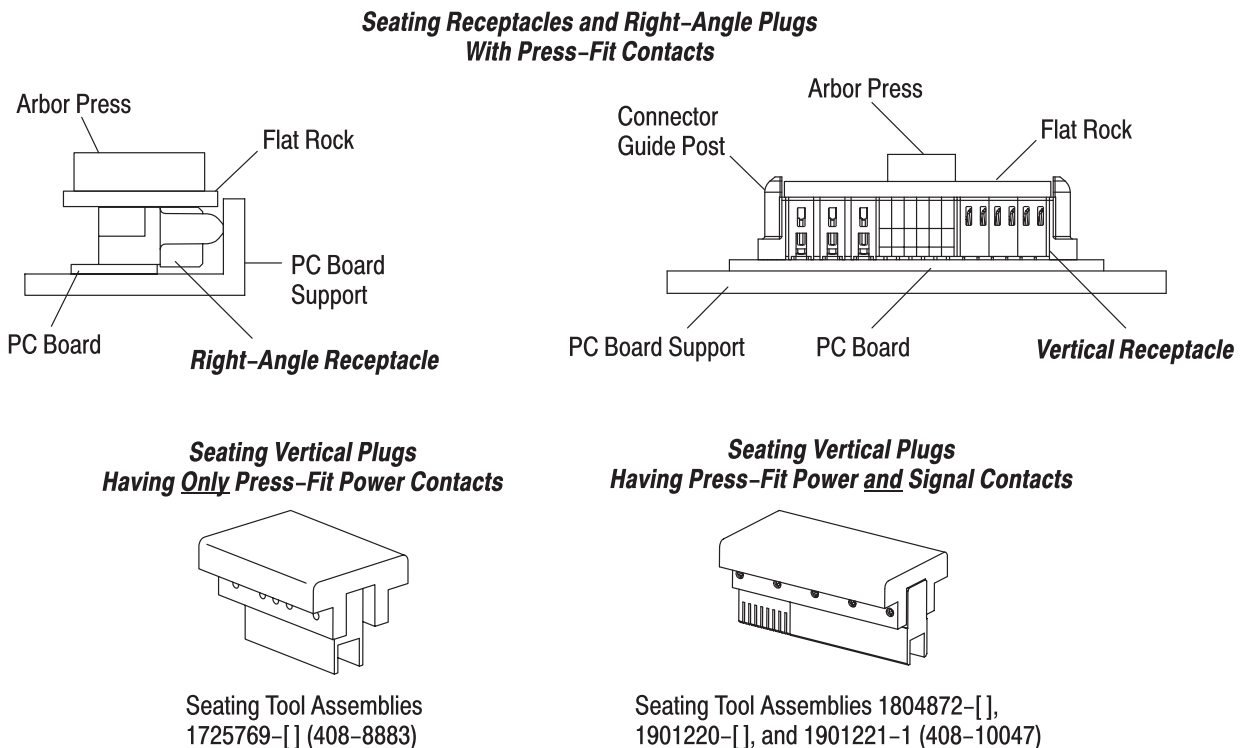 Seating Receptacles and Right–Angle Plugs
With Press–Fit Contacts
Arbor Press
Flat Rock
PC Board
Support
PC Board
Right–Angle Receptacle
Connector
Guide Post
Arbor Press
Flat Rock
PC Board Support
PC Board
Vertical Receptacle
Seating Vertical Plugs
Having Only Press–Fit Power Contacts
Seating Tool Assemblies
1725769–[ ] (408–8883)
Seating Vertical Plugs
Having Press–Fit Power and Signal Contacts
Seating Tool Assemblies 1804872–[ ],
1901220–[ ], and 1901221–1 (408–10047)